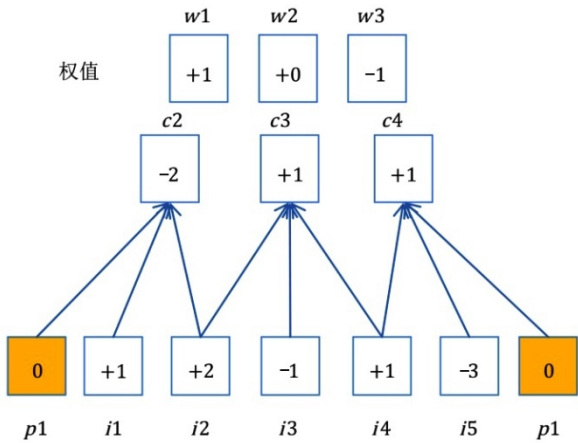 w1 w2 w3
权值 +1 +0 −1
c2 c3 c4
−2 +1 +1
0 +1 +2 −1 +1 −3 0
p1 i1 i2 i3 i4 i5 p1